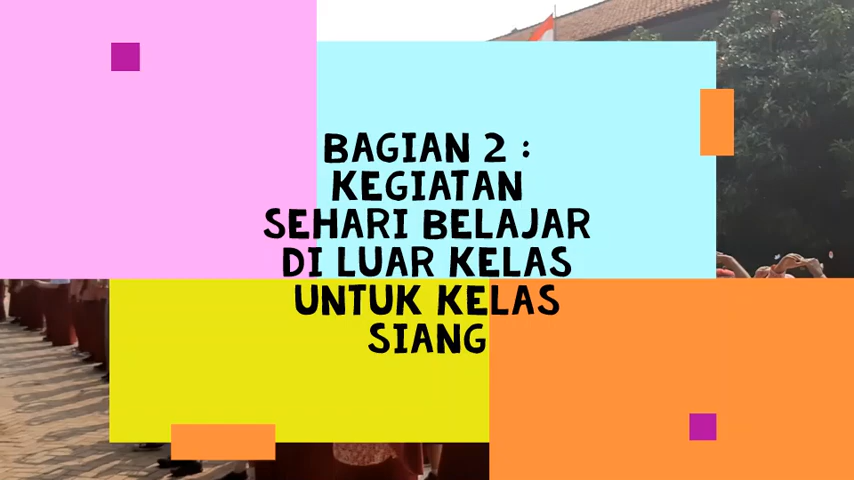 BAGIAN 2 :
KEGIATAN
SEHARI BELAJAR
DI LUAR KELAS
UNTUK KELAS
SIANG